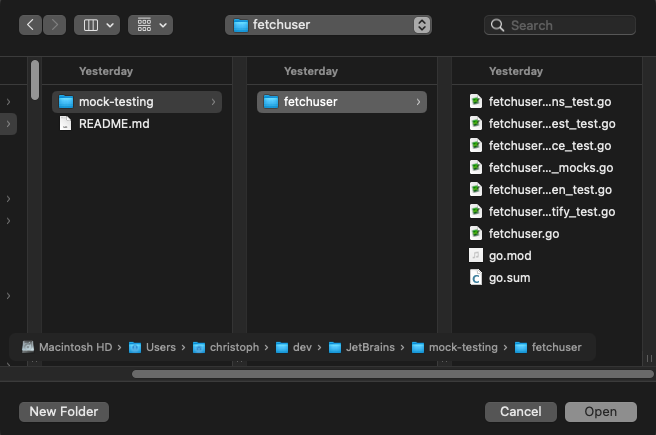 fetchuser
Search
Yesterday
mock-testing
README.md
Yesterday
fetchuser
Yesterday
fetchuser...ns_test.go
fetchuser...est_test.go
fetchuser...ce_test.go
fetchuser..._mocks.go
fetchuser...en_test.go
fetchuser...tify_test.go
fetchuser.go
go.mod
go.sum
Macintosh HD › Users › christoph › dev › JetBrains › mock-testing › fetchuser
New Folder
Cancel
Open